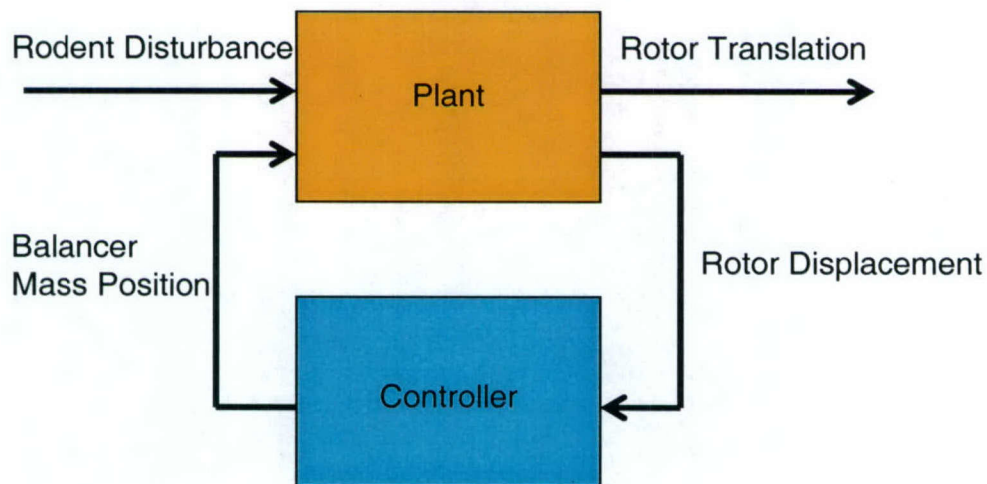 Rodent Disturbance
Rotor Translation
Plant
Balancer
Mass Position
Rotor Displacement
Controller